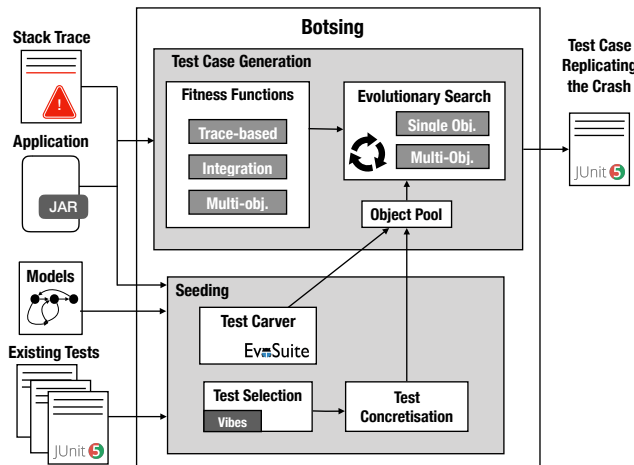 Botsing
Stack Trace
!
Application
JAR
Models
Existing Tests
JUnit 5
Test Case Generation
Fitness Functions
Trace-based
Integration
Multi-obj.
Evolutionary Search
Single Obj.
Multi-Obj.
Object Pool
Seeding
Test Carver
EvoSuite
Test Selection
Vibes
Test
Concretisation
Test Case
Replicating
the Crash
JUnit 5